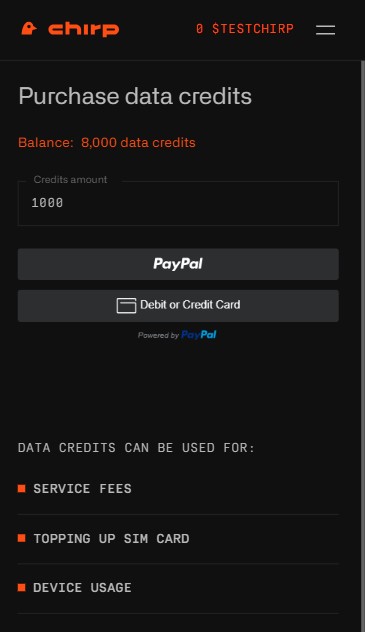 chirp
0 $TESTCHIRP
Purchase data credits
Balance: 8,000 data credits
Credits amount
1000
PayPal
Debit or Credit Card
Powered by PayPal
DATA CREDITS CAN BE USED FOR:
SERVICE FEES
TOPPING UP SIM CARD
DEVICE USAGE